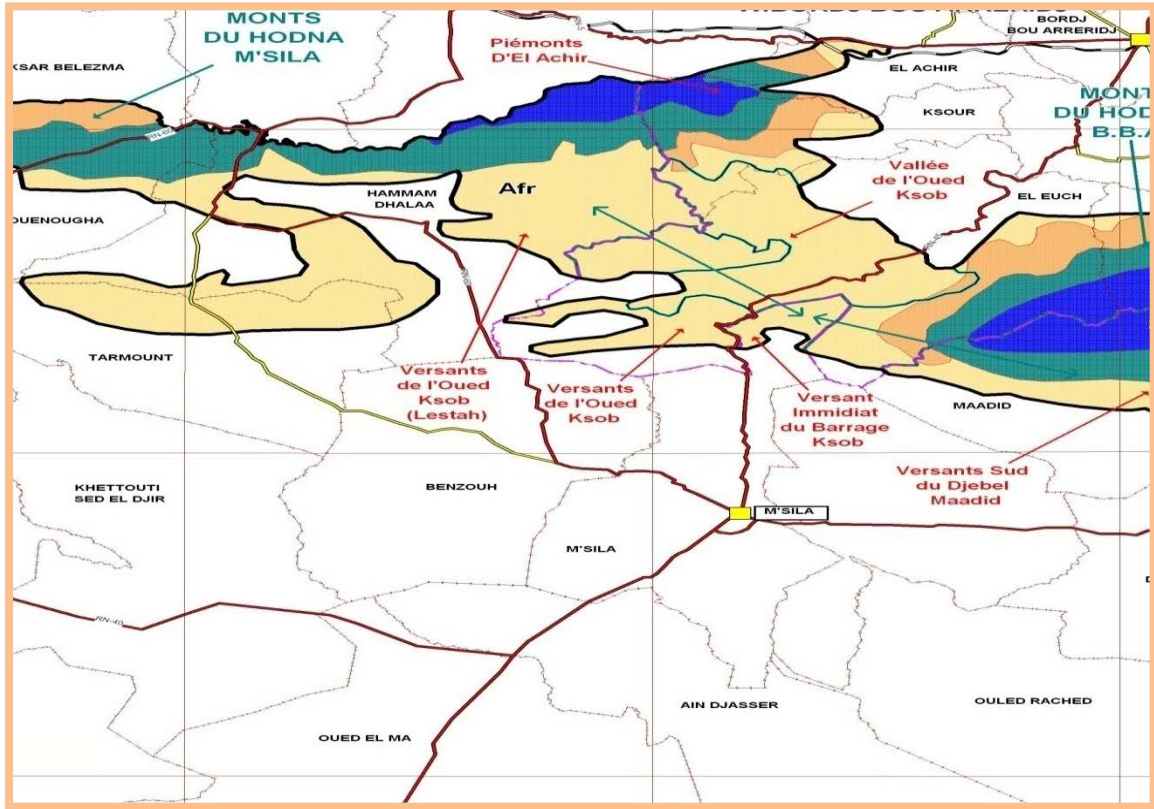 MONTS
DU HODNA
M'SILA
KSAR BELEZMA
Piémonts
D'El Achir
BORDJ
BOU ARRERIDJ
EL ACHIR
KSOUR
Vallée
de l'Oued
Ksob
EL EUCH
HAMMAM
DHALAA
Afr
OUENOUGHA
RN-60
TARMOUNT
Versants
de l'Oued
Ksob
(Lestah)
Versants
de l'Oued
Ksob
Versant
Immidiat
du Barrage
Ksob
MAADID
Versants Sud
du Djebel
Maadid
KHETTOUTI
SED EL DJIR
BENZOUH
M'SILA
M'SILA
RN-40
OUED EL MA
AIN DJASSER
OULED RACHED